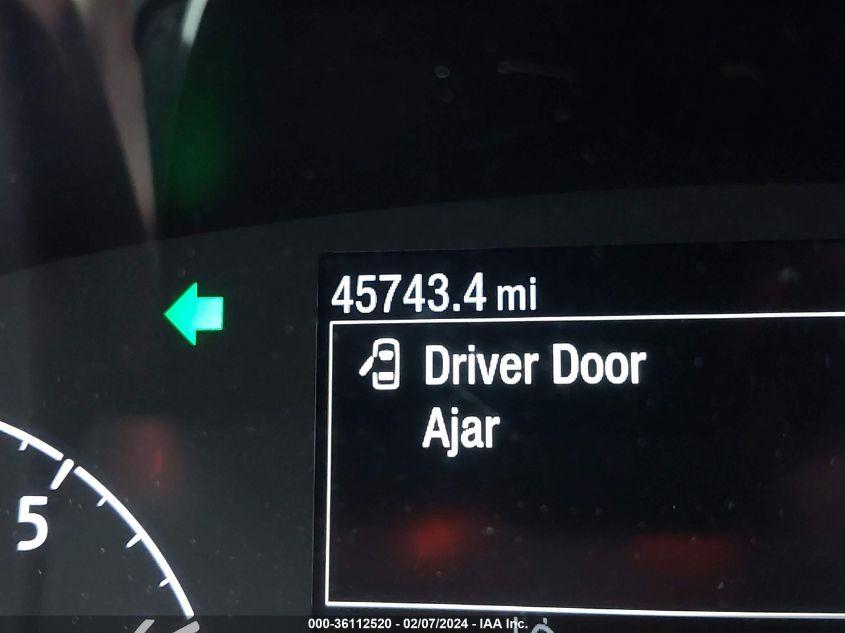 45743.4 mi
Driver Door
Ajar
5
000-36112520 - 02/07/2024 - IAA Inc.